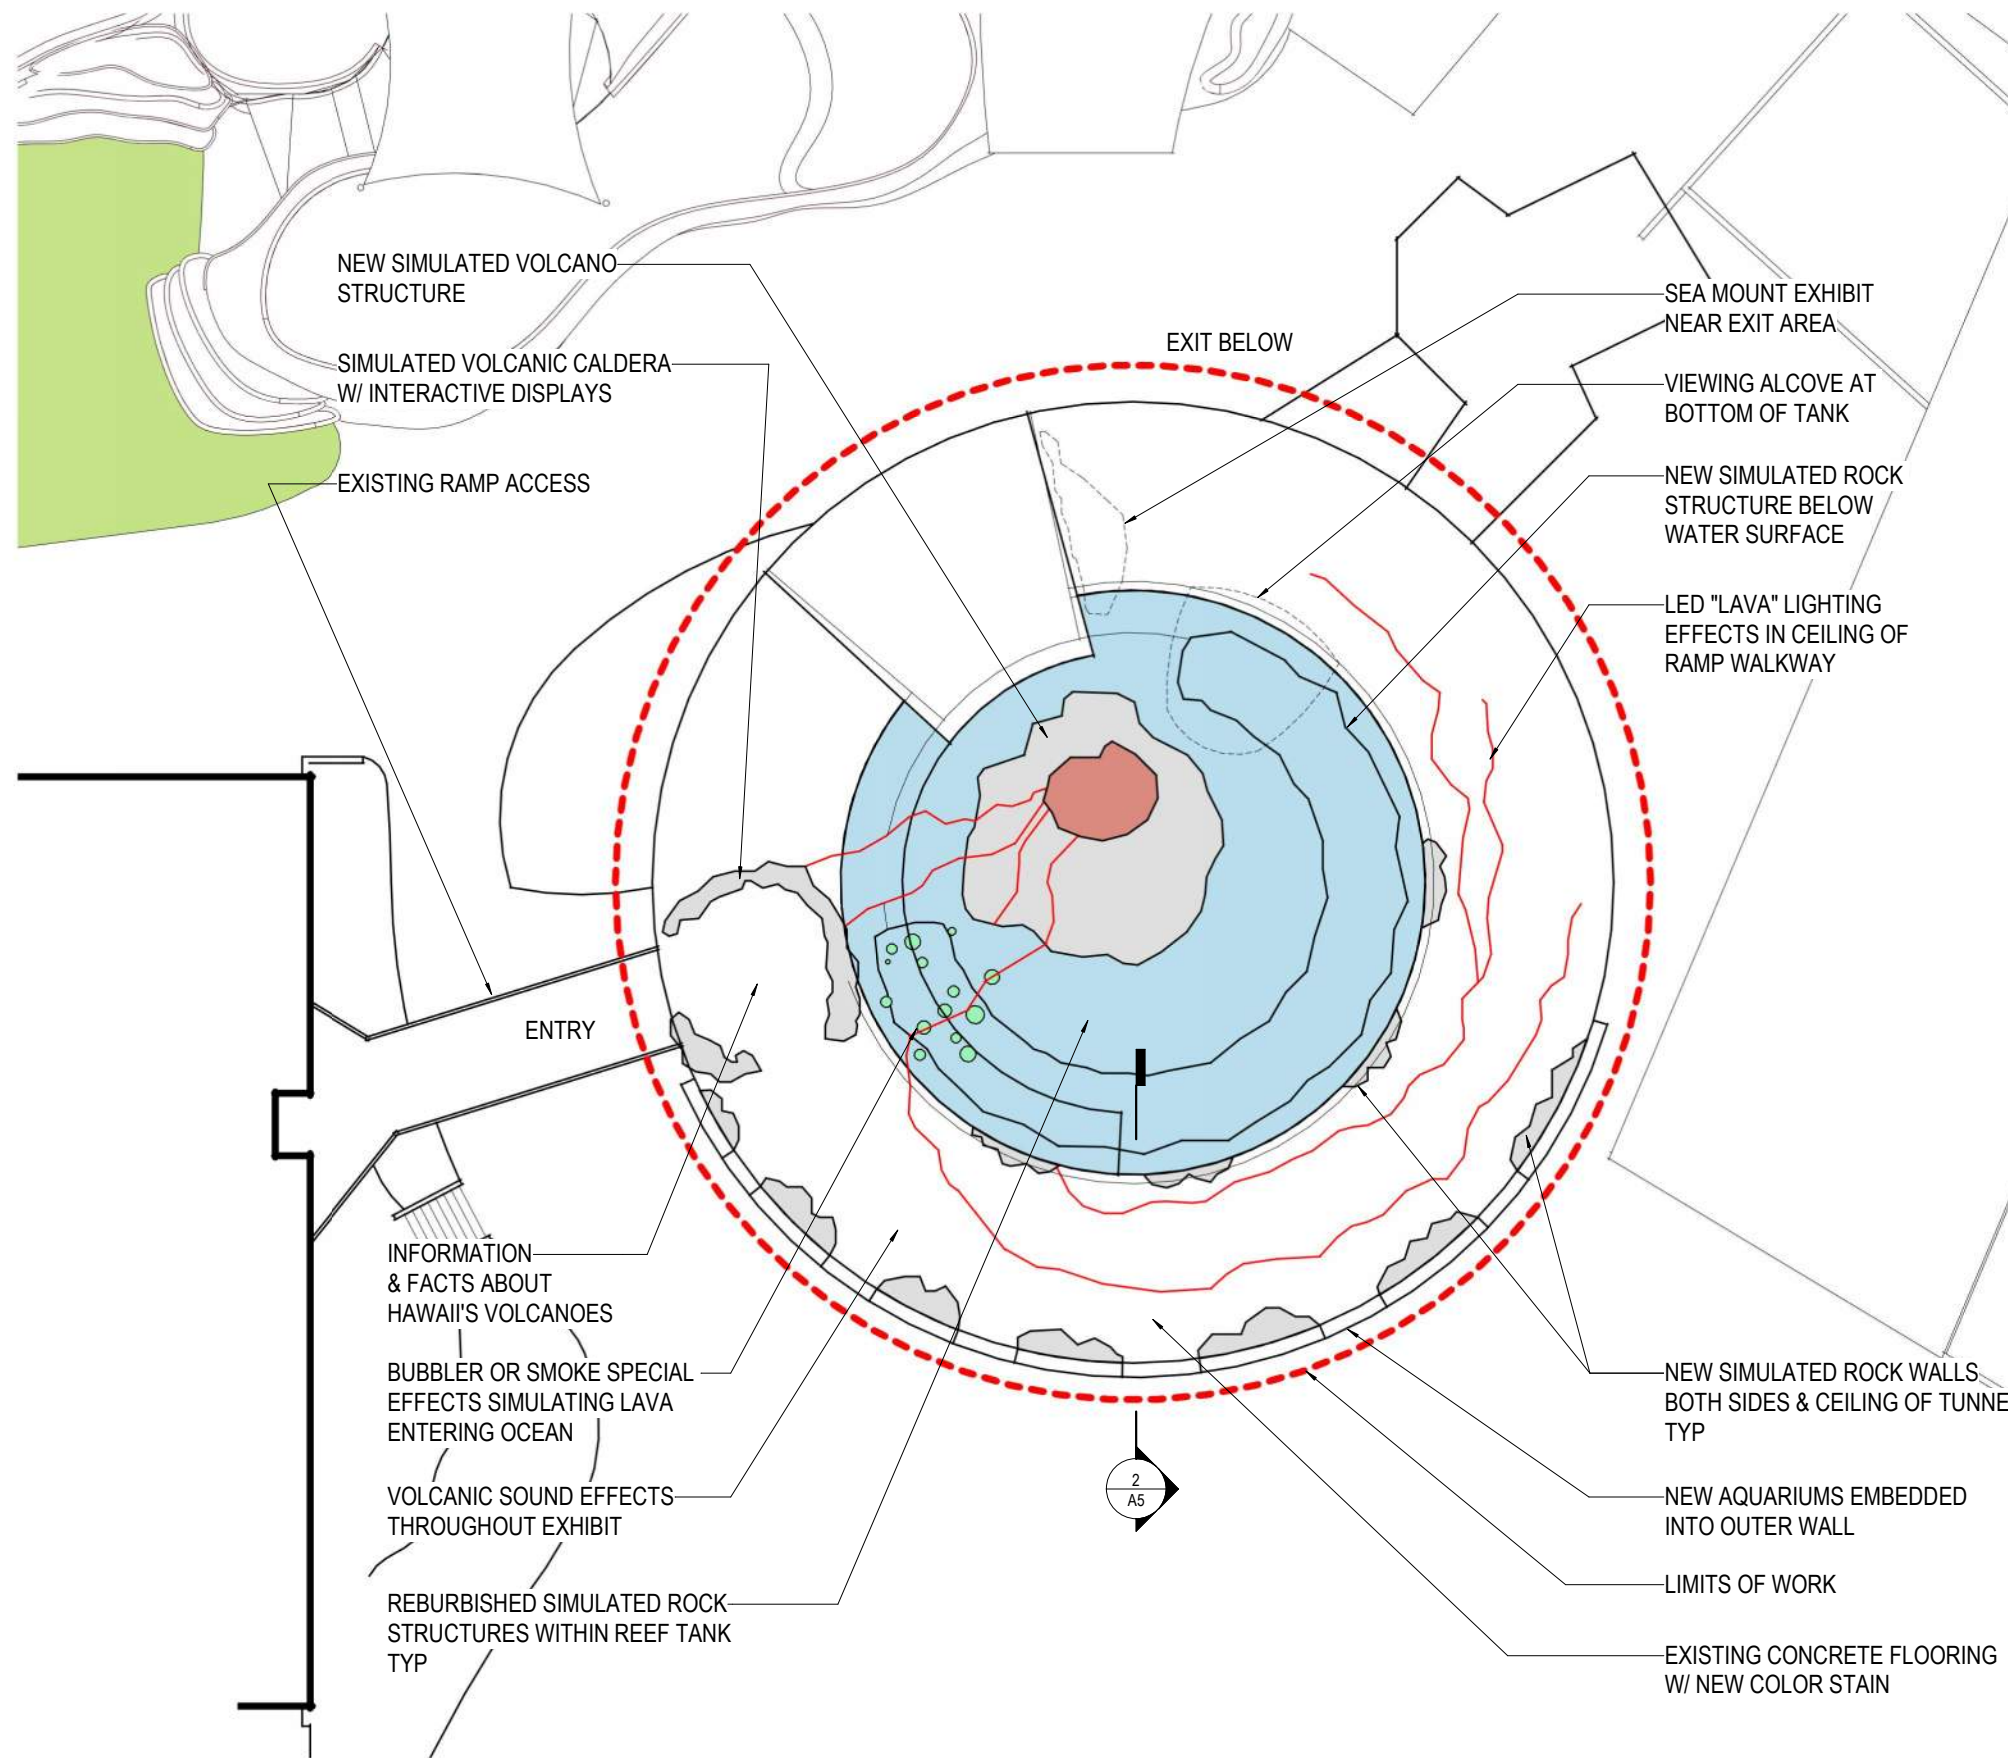 NEW SIMULATED VOLCANO
STRUCTURE
SIMULATED VOLCANIC CALDERA
W/ INTERACTIVE DISPLAYS
EXISTING RAMP ACCESS
EXIT BELOW
SEA MOUNT EXHIBIT
NEAR EXIT AREA
VIEWING ALCOVE AT
BOTTOM OF TANK
NEW SIMULATED ROCK
STRUCTURE BELOW
WATER SURFACE
LED "LAVA" LIGHTING
EFFECTS IN CEILING OF
RAMP WALKWAY
ENTRY
INFORMATION
& FACTS ABOUT
HAWAII'S VOLCANOES
BUBBLER OR SMOKE SPECIAL
EFFECTS SIMULATING LAVA
ENTERING OCEAN
VOLCANIC SOUND EFFECTS
THROUGHOUT EXHIBIT
REBURBISHED SIMULATED ROCK
STRUCTURES WITHIN REEF TANK
TYP
2
A5
NEW SIMULATED ROCK WALLS
BOTH SIDES & CEILING OF TUNNE
TYP
NEW AQUARIUMS EMBEDDED
INTO OUTER WALL
LIMITS OF WORK
EXISTING CONCRETE FLOORING
W/ NEW COLOR STAIN